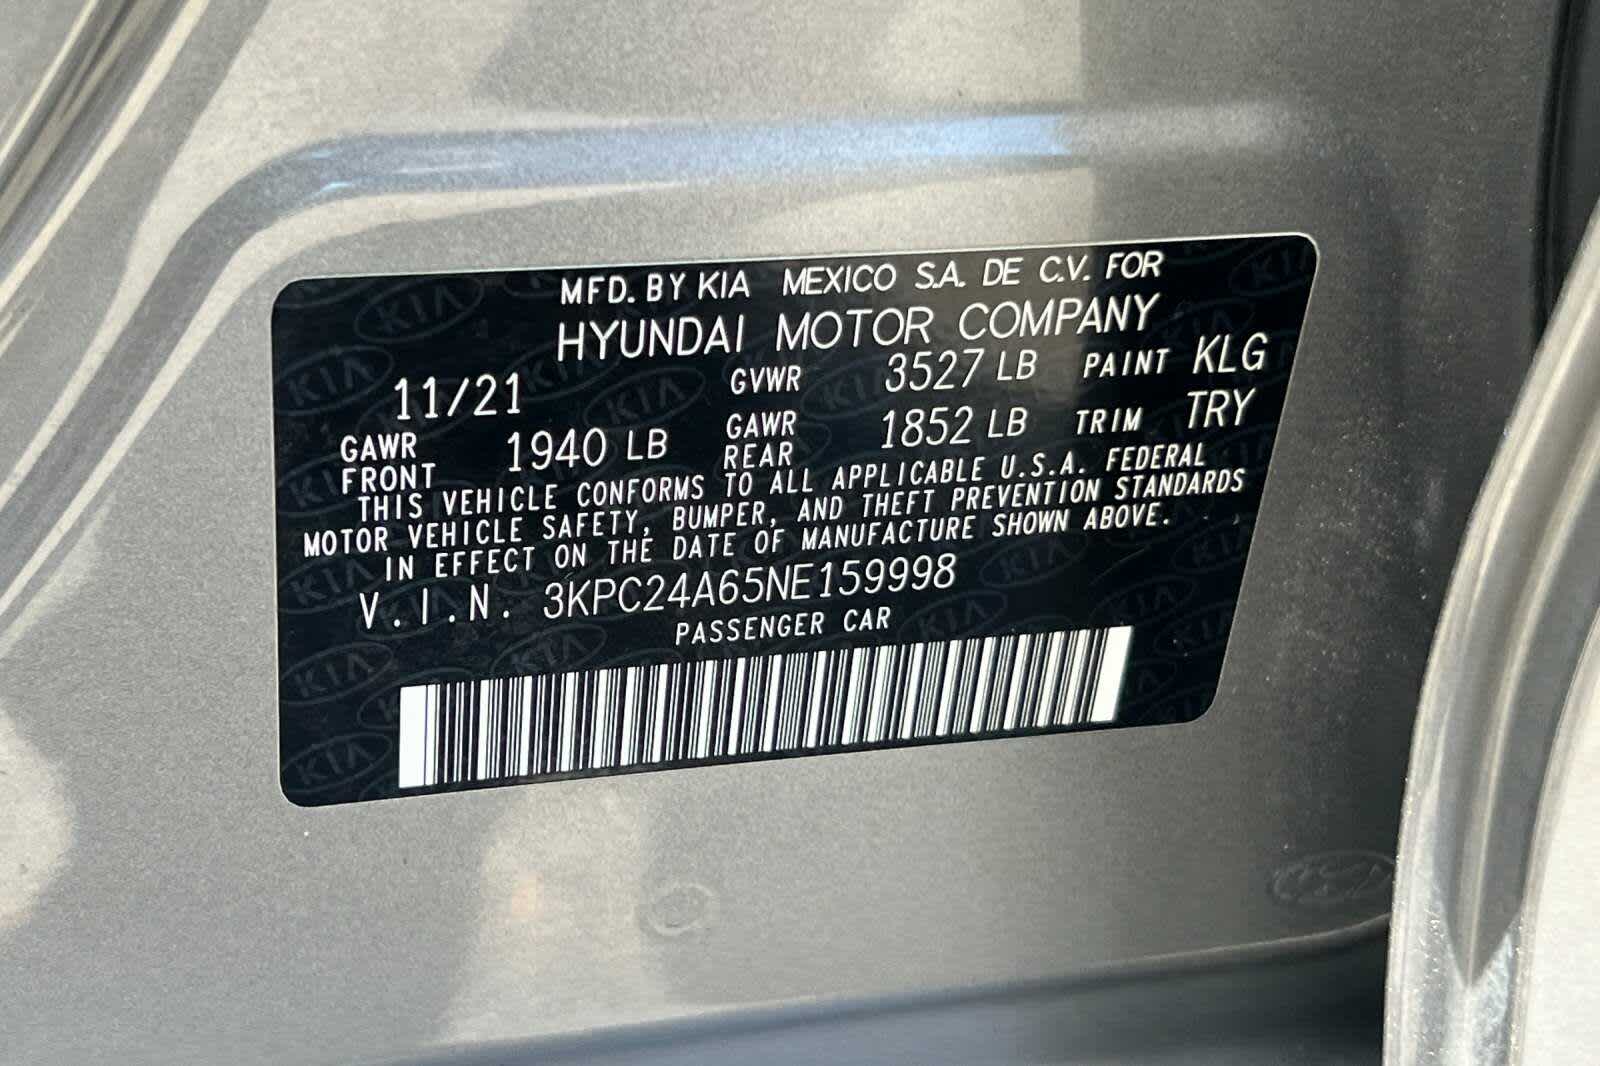 MFD. BY KIA MEXICO S.A. DE C.V. FOR
HYUNDAI MOTOR COMPANY
11/21 GVWR 3527 LB PAINT KLG
GAWR FRONT 1940 LB GAWR REAR 1852 LB TRIM TRY
THIS VEHICLE CONFORMS TO ALL APPLICABLE U.S.A. FEDERAL
MOTOR VEHICLE SAFETY, BUMPER, AND THEFT PREVENTION STANDARDS
IN EFFECT ON THE DATE OF MANUFACTURE SHOWN ABOVE.
V.I.N. 3KPC24A65NE159998
PASSENGER CAR